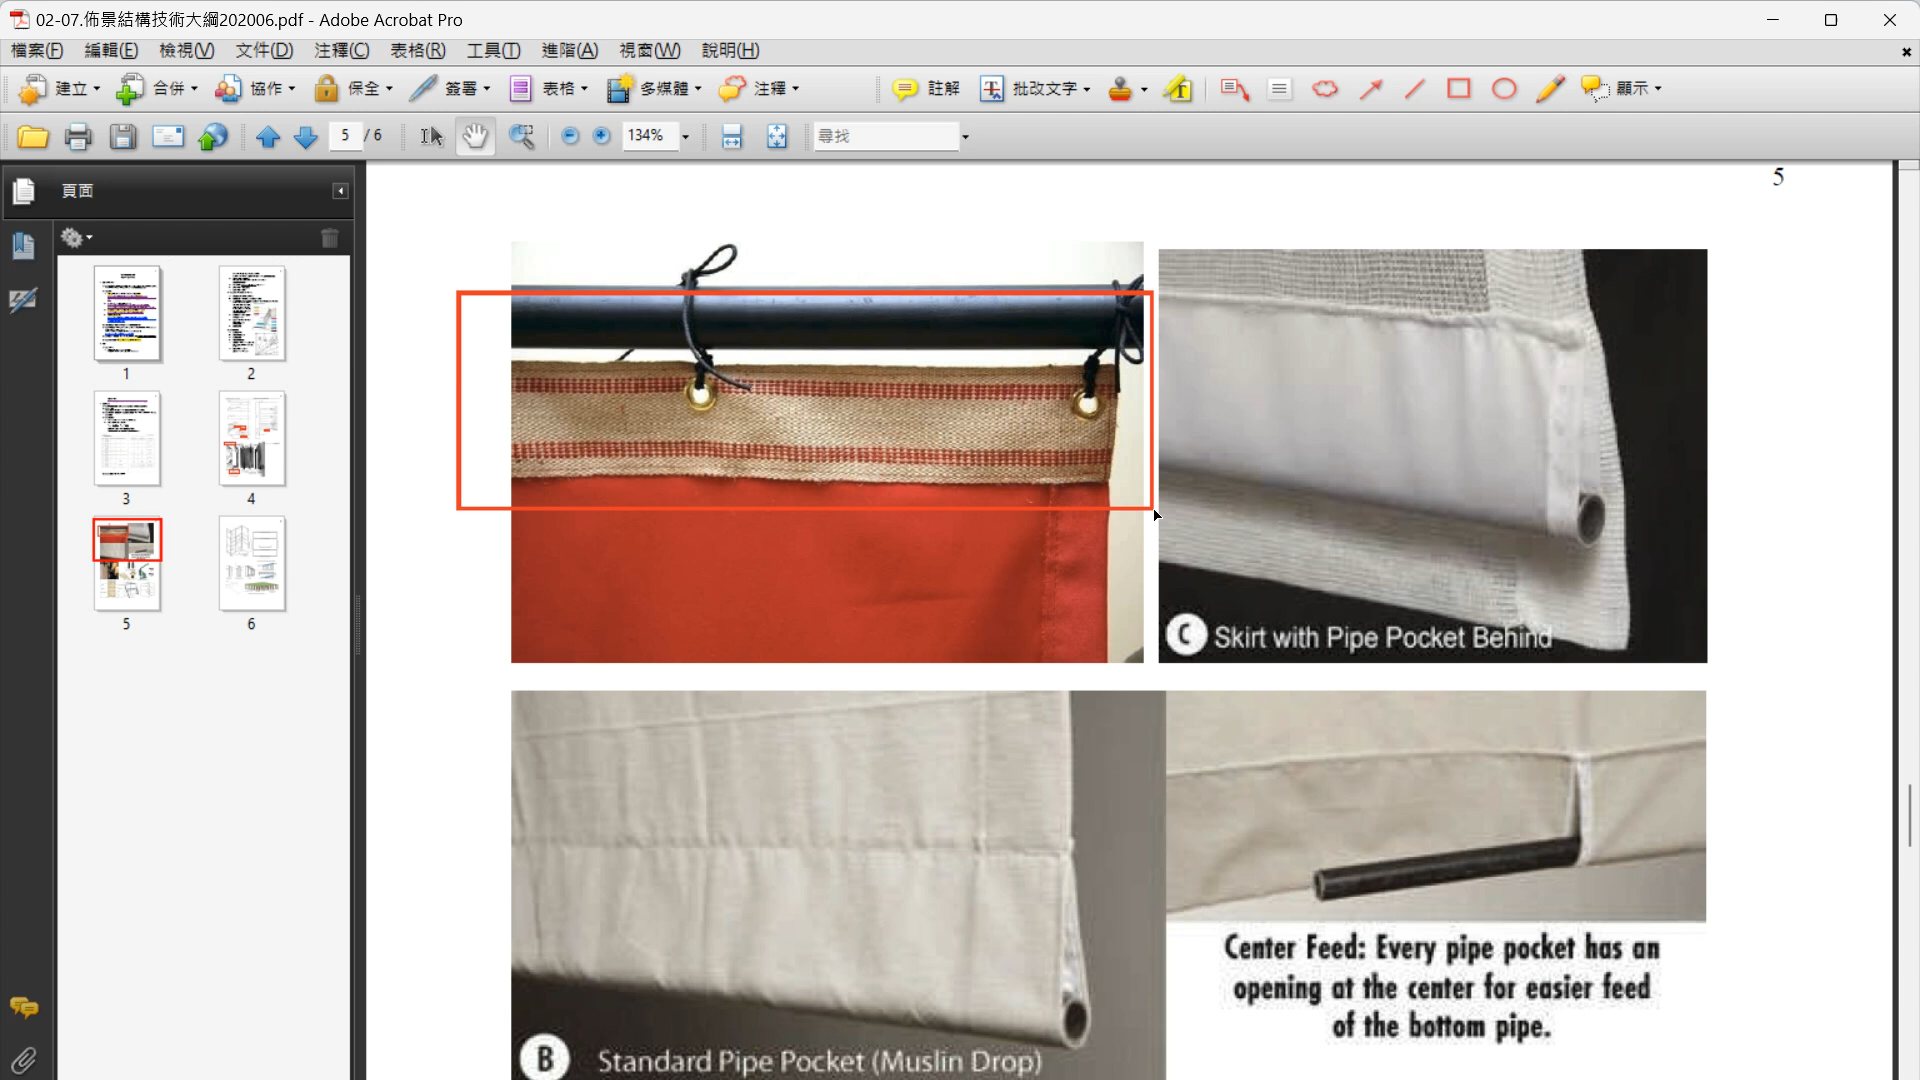 02-07.佈景結構技術大綱202006.pdf - Adobe Acrobat Pro
檔案(F) 編輯(E) 檢視(V) 文件(D) 注釋(C) 表格(R) 工具(T) 進階(A) 視窗(W) 說明(H)
建立 合併 協作 保全 簽署 表格 多媒體 注釋 註解 批改文字 顯示
5 / 6 134% 尋找
頁面
1 2
3 4
5 6
5
C Skirt with Pipe Pocket Behind
Center Feed: Every pipe pocket has an
opening at the center for easier feed
of the bottom pipe.
B Standard Pipe Pocket (Muslin Drop)